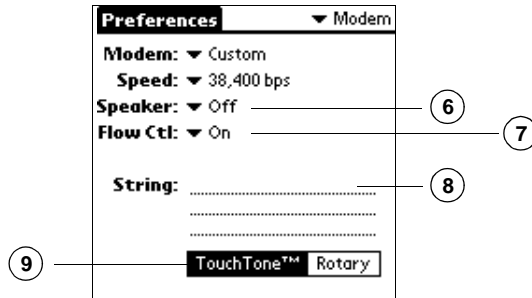 Preferences Modem
Modem: Custom
Speed: 38,400 bps
Speaker: Off
6
Flow Ctl: On
7
String:
8
9
TouchTone™ Rotary